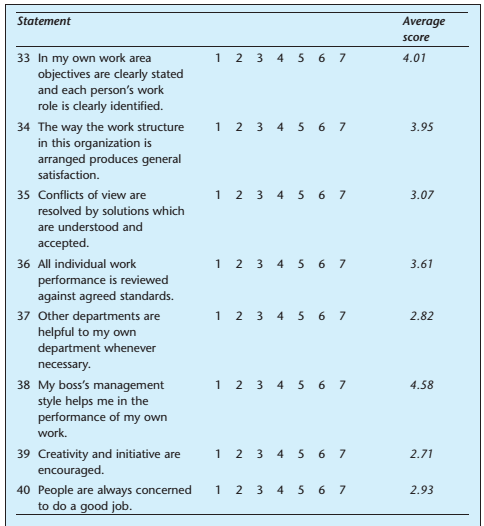 Statement Average
score
33 In my own work area 1 2 3 4 5 6 7 4.01
objectives are clearly stated
and each person's work
role is clearly identified.
34 The way the work structure 1 2 3 4 5 6 7 3.95
in this organization is
arranged produces general
satisfaction.
35 Conflicts of view are 1 2 3 4 5 6 7 3.07
resolved by solutions which
are understood and
accepted.
36 All individual work 1 2 3 4 5 6 7 3.61
performance is reviewed
against agreed standards.
37 Other departments are 1 2 3 4 5 6 7 2.82
helpful to my own
department whenever
necessary.
38 My boss's management 1 2 3 4 5 6 7 4.58
style helps me in the
performance of my own
work.
39 Creativity and initiative are 1 2 3 4 5 6 7 2.71
encouraged.
40 People are always concerned 1 2 3 4 5 6 7 2.93
to do a good job.